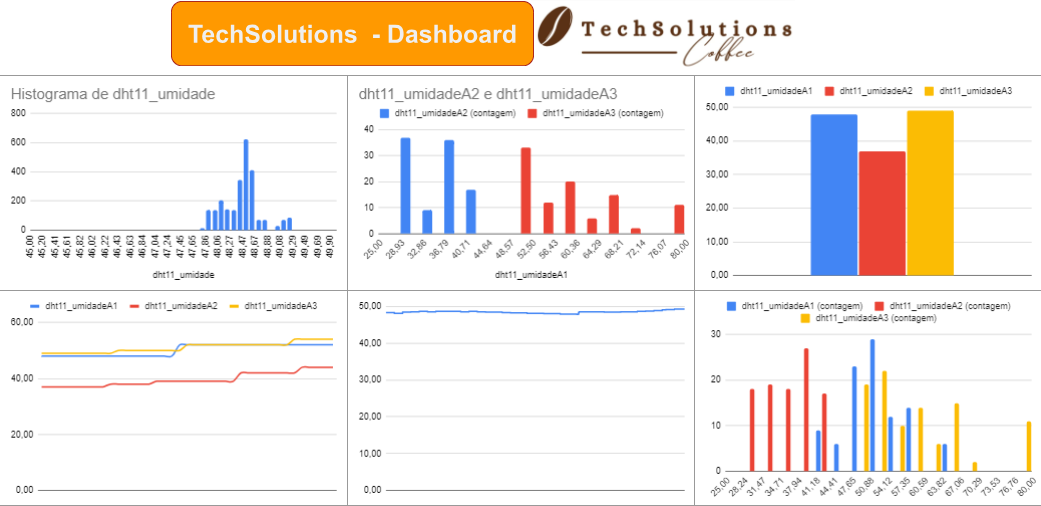 TechSolutions - Dashboard
TechSolutions
Coffee
Histograma de dht11_umidade
800
600
400
200
0
45,00 45,20 45,41 45,61 45,82 46,02 46,22 46,43 46,63 46,84 47,04 47,24 47,45 47,65 47,86 48,06 48,27 48,47 48,67 48,88 49,08 49,29 49,49 49,69 49,90
dht11_umidade
dht11_umidadeA2 e dht11_umidadeA3
dht11_umidadeA2 (contagem) dht11_umidadeA3 (contagem)
40
30
20
10
0
25,00 28,93 32,86 36,79 40,71 44,64 48,57 52,50 56,43 60,36 64,29 68,21 72,14 76,07 80,00
dht11_umidadeA1
dht11_umidadeA1 dht11_umidadeA2 dht11_umidadeA3
50,00
40,00
30,00
20,00
10,00
0,00
dht11_umidadeA1 dht11_umidadeA2 dht11_umidadeA3
60,00
40,00
20,00
0,00
50,00
40,00
30,00
20,00
10,00
0,00
dht11_umidadeA1 (contagem) dht11_umidadeA2 (contagem)
dht11_umidadeA3 (contagem)
30
20
10
0
25,00 28,24 31,47 34,71 37,94 41,18 44,41 47,65 50,88 54,12 57,35 60,59 63,82 67,06 70,29 73,53 76,76 80,00